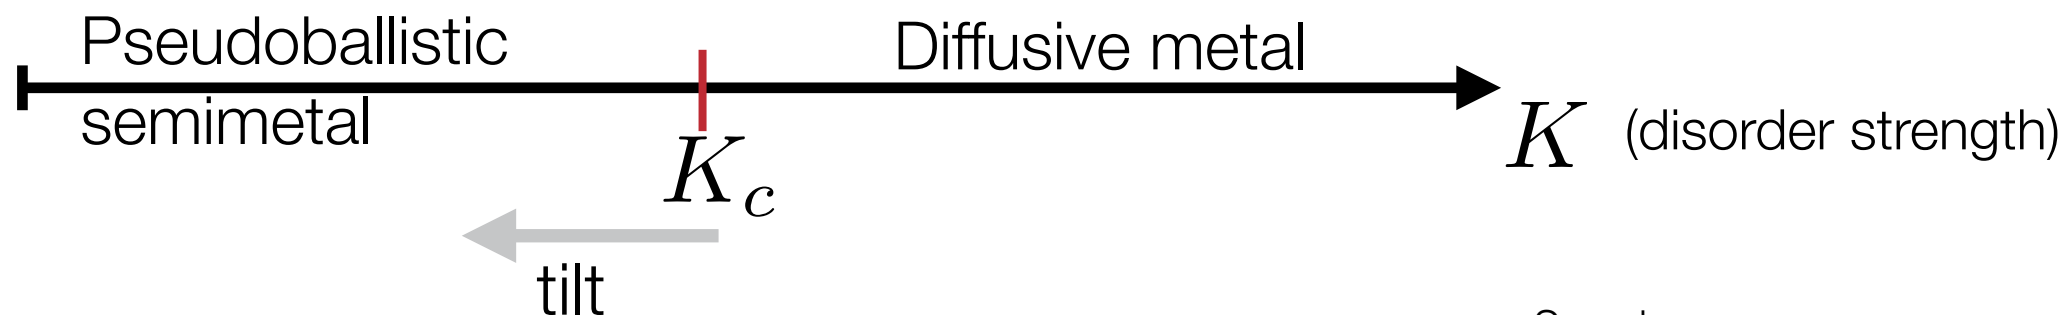 Pseudoballistic
semimetal
Diffusive metal
K_c
K (disorder strength)
tilt